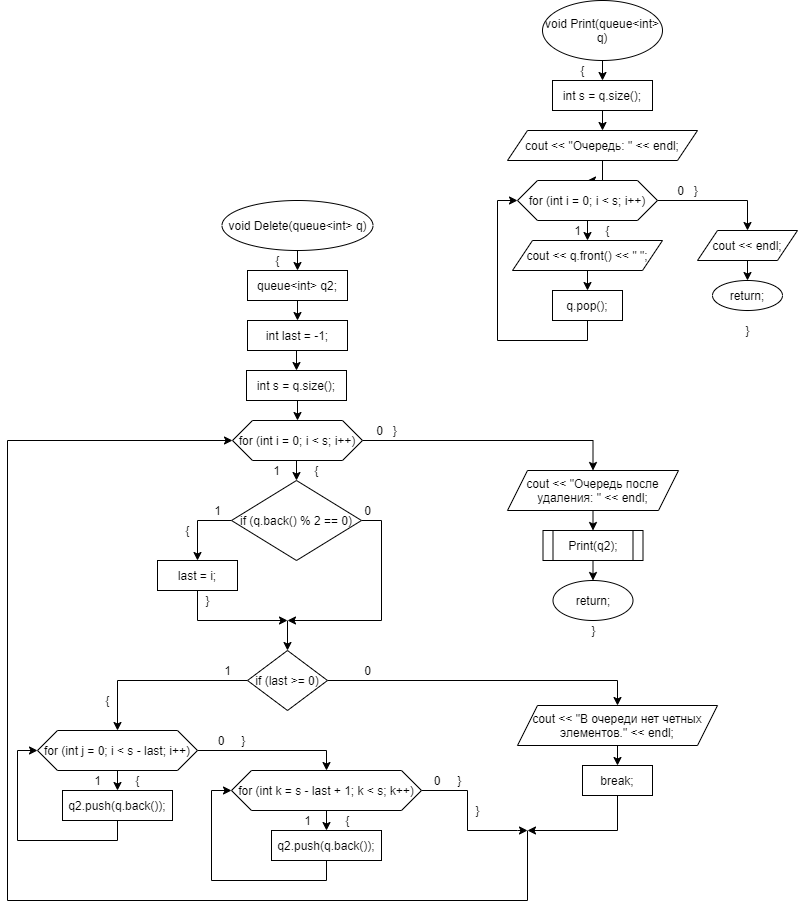 void Print(queue<int>
q)
{
int s = q.size();
cout << "Очередь: " << endl;
for (int i = 0; i < s; i++)
0 }
1 {
cout << q.front() << " ";
cout << endl;
q.pop();
return;
}
void Delete(queue<int> q)
{
queue<int> q2;
int last = -1;
int s = q.size();
for (int i = 0; i < s; i++)
0 }
1 {
cout << "Очередь после
удаления: " << endl;
if (q.back() % 2 == 0)
1
0
{
last = i;
}
Print(q2);
return;
}
if (last >= 0)
1
0
{
cout << "В очереди нет четных
элементов." << endl;
break;
for (int j = 0; i < s - last; i++)
0 }
1 {
q2.push(q.back());
for (int k = s - last + 1; k < s; k++)
0 }
}
1 {
q2.push(q.back());